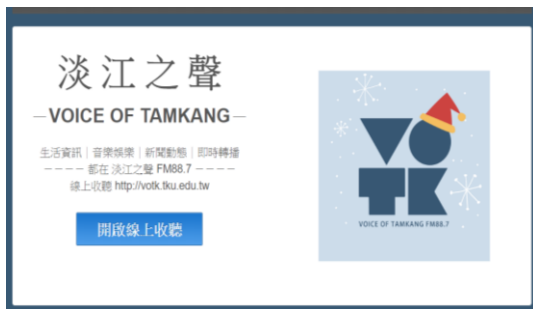 淡江之聲
—VOICE OF TAMKANG—
生活資訊｜音樂娛樂｜新聞動態｜即時轉播
－－－－ 都在 淡江之聲 FM88.7 －－－－
線上收聽 http://votk.tku.edu.tw
開啟線上收聽
VO
TK
VOICE OF TAMKANG FM88.7